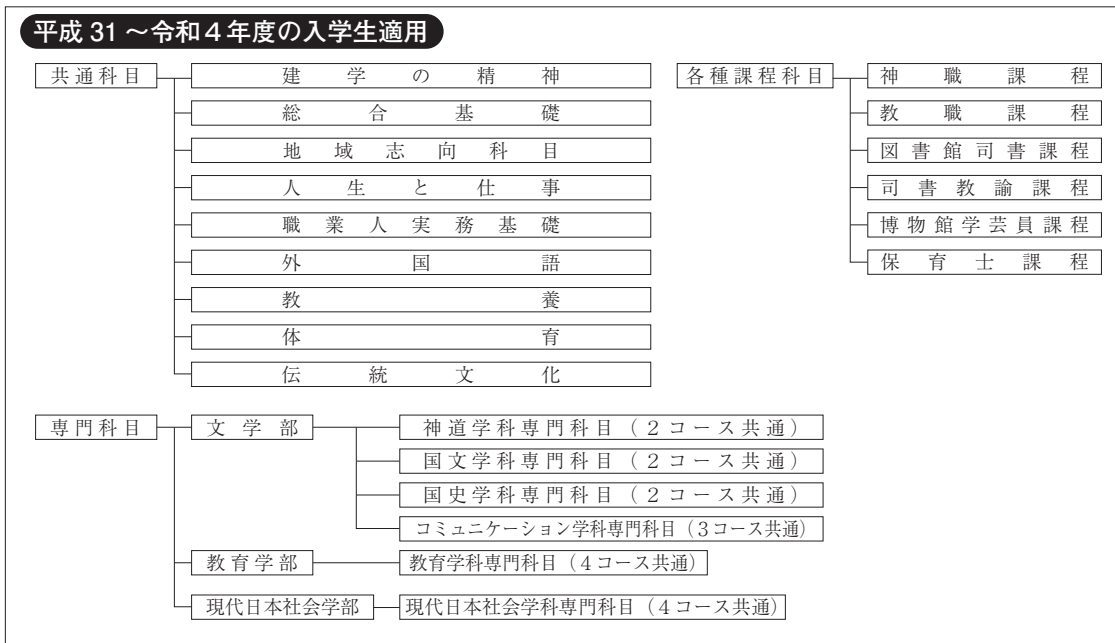 平成31～令和4年度の入学生適用
共通科目
建学の精神
総合基礎
地域志向科目
人生と仕事
職業人実務基礎
外国語
教養
体育
伝統文化
各種課程科目
神職課程
教職課程
図書館司書課程
司書教諭課程
博物館学芸員課程
保育士課程
専門科目
文学部
神道学科専門科目（2コース共通）
国文学科専門科目（2コース共通）
国史学科専門科目（2コース共通）
コミュニケーション学科専門科目（3コース共通）
教育学部
教育学科専門科目（4コース共通）
現代日本社会学部
現代日本社会学科専門科目（4コース共通）